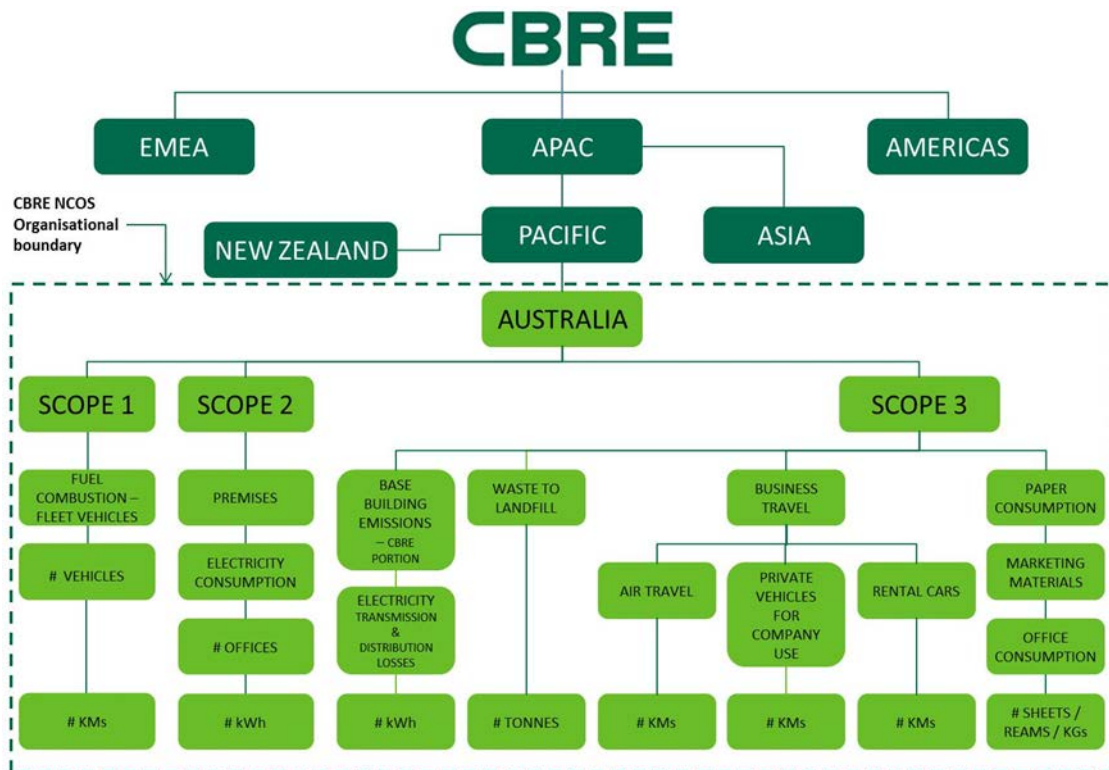 CBRE
EMEA
APAC
AMERICAS
CBRE NCOS
Organisational
boundary
NEW ZEALAND
PACIFIC
ASIA
AUSTRALIA
SCOPE 1
SCOPE 2
SCOPE 3
FUEL
COMBUSTION –
FLEET VEHICLES
PREMISES
BASE
BUILDING
EMISSIONS
– CBRE
PORTION
WASTE TO
LANDFILL
BUSINESS
TRAVEL
PAPER
CONSUMPTION
# VEHICLES
ELECTRICITY
CONSUMPTION
ELECTRICITY
TRANSMISSION
&
DISTRIBUTION
LOSSES
AIR TRAVEL
PRIVATE
VEHICLES
FOR
COMPANY
USE
RENTAL CARS
MARKETING
MATERIALS
# OFFICES
OFFICE
CONSUMPTION
# KMs
# kWh
# kWh
# TONNES
# KMs
# KMs
# KMs
# SHEETS /
REAMS / KGs